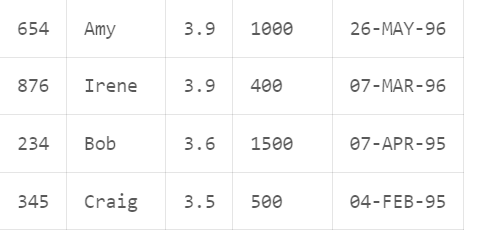 654 Amy 3.9 1000 26-MAY-96
876 Irene 3.9 400 07-MAR-96
234 Bob 3.6 1500 07-APR-95
345 Craig 3.5 500 04-FEB-95